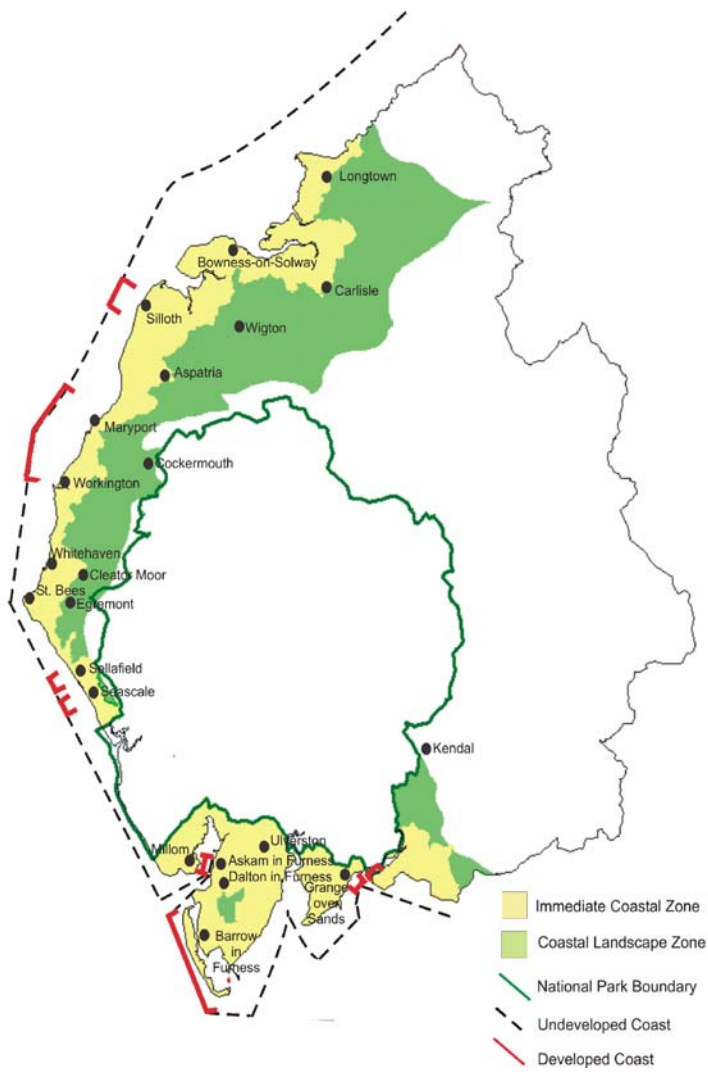 Longtown
Bowness-on-Solway
Carlisle
Silloth
Wigton
Aspatria
Maryport
Cockermouth
Workington
Whitehaven
Cleator Moor
St. Bees
Egremont
Sellafield
Seascale
Kendal
Ulverston
Millom
Askam in Furness
Dalton in Furness
Grange
oven
Sands
Barrow
in
Furness
Immediate Coastal Zone
Coastal Landscape Zone
National Park Boundary
Undeveloped Coast
Developed Coast